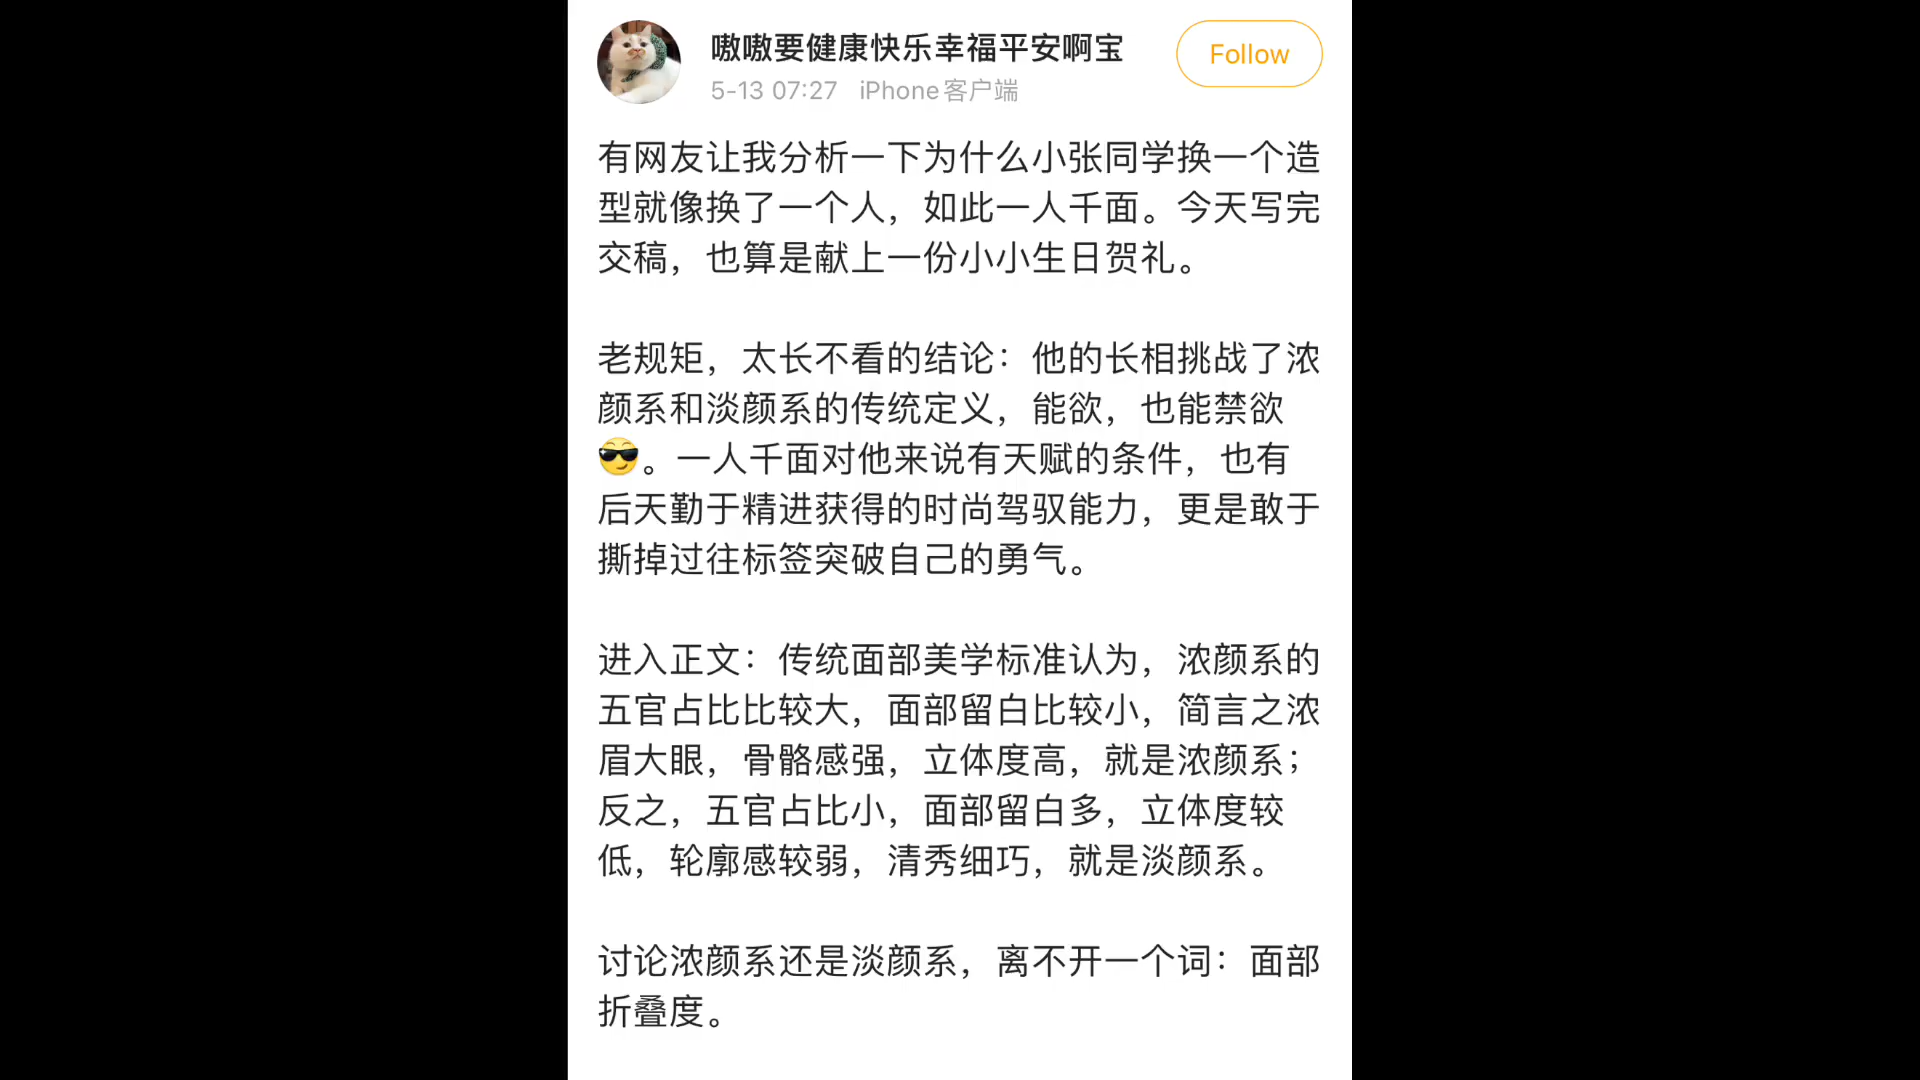 嗷嗷要健康快乐幸福平安啊宝
Follow
5-13 07:27 iPhone客户端
有网友让我分析一下为什么小张同学换一个造
型就像换了一个人，如此一人千面。今天写完
交稿，也算是献上一份小小生日贺礼。
老规矩，太长不看的结论：他的长相挑战了浓
颜系和淡颜系的传统定义，能欲，也能禁欲
😎。一人千面对他来说有天赋的条件，也有
后天勤于精进获得的时尚驾驭能力，更是敢于
撕掉过往标签突破自己的勇气。
进入正文：传统面部美学标准认为，浓颜系的
五官占比比较大，面部留白比较小，简言之浓
眉大眼，骨骼感强，立体度高，就是浓颜系；
反之，五官占比小，面部留白多，立体度较
低，轮廓感较弱，清秀细巧，就是淡颜系。
讨论浓颜系还是淡颜系，离不开一个词：面部
折叠度。